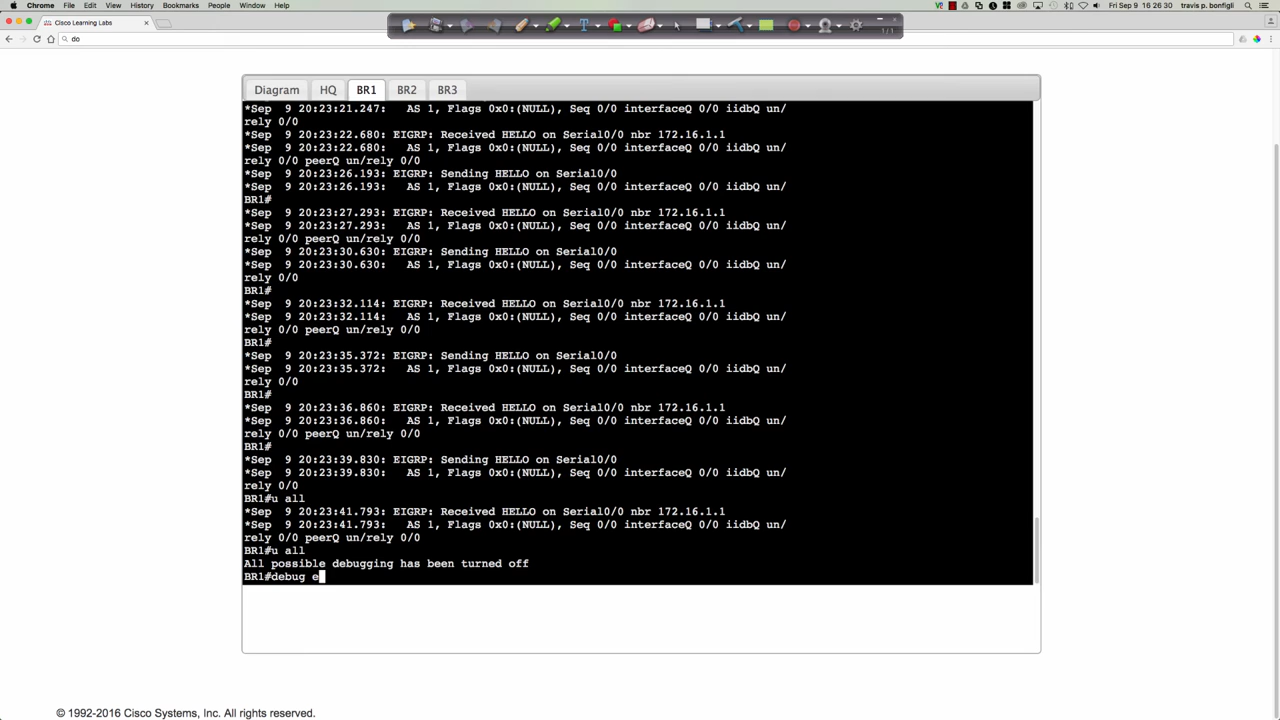 Chrome File Edit View History Bookmarks People Window Help
Fri Sep 9 16 26 30 travis p. bonfigli
Cisco Learning Labs
do
1/1
Diagram HQ BR1 BR2 BR3
*Sep  9 20:23:21.247:   AS 1, Flags 0x0:(NULL), Seq 0/0 interfaceQ 0/0 iidbQ un/
rely 0/0
*Sep  9 20:23:22.680: EIGRP: Received HELLO on Serial0/0 nbr 172.16.1.1
*Sep  9 20:23:22.680:   AS 1, Flags 0x0:(NULL), Seq 0/0 interfaceQ 0/0 iidbQ un/
rely 0/0 peerQ un/rely 0/0
*Sep  9 20:23:26.193: EIGRP: Sending HELLO on Serial0/0
*Sep  9 20:23:26.193:   AS 1, Flags 0x0:(NULL), Seq 0/0 interfaceQ 0/0 iidbQ un/
BR1#
*Sep  9 20:23:27.293: EIGRP: Received HELLO on Serial0/0 nbr 172.16.1.1
*Sep  9 20:23:27.293:   AS 1, Flags 0x0:(NULL), Seq 0/0 interfaceQ 0/0 iidbQ un/
rely 0/0 peerQ un/rely 0/0
*Sep  9 20:23:30.630: EIGRP: Sending HELLO on Serial0/0
*Sep  9 20:23:30.630:   AS 1, Flags 0x0:(NULL), Seq 0/0 interfaceQ 0/0 iidbQ un/
rely 0/0
BR1#
*Sep  9 20:23:32.114: EIGRP: Received HELLO on Serial0/0 nbr 172.16.1.1
*Sep  9 20:23:32.114:   AS 1, Flags 0x0:(NULL), Seq 0/0 interfaceQ 0/0 iidbQ un/
rely 0/0 peerQ un/rely 0/0
BR1#
*Sep  9 20:23:35.372: EIGRP: Sending HELLO on Serial0/0
*Sep  9 20:23:35.372:   AS 1, Flags 0x0:(NULL), Seq 0/0 interfaceQ 0/0 iidbQ un/
rely 0/0
BR1#
*Sep  9 20:23:36.860: EIGRP: Received HELLO on Serial0/0 nbr 172.16.1.1
*Sep  9 20:23:36.860:   AS 1, Flags 0x0:(NULL), Seq 0/0 interfaceQ 0/0 iidbQ un/
rely 0/0 peerQ un/rely 0/0
BR1#
*Sep  9 20:23:39.830: EIGRP: Sending HELLO on Serial0/0
*Sep  9 20:23:39.830:   AS 1, Flags 0x0:(NULL), Seq 0/0 interfaceQ 0/0 iidbQ un/
rely 0/0
BR1#u all
*Sep  9 20:23:41.793: EIGRP: Received HELLO on Serial0/0 nbr 172.16.1.1
*Sep  9 20:23:41.793:   AS 1, Flags 0x0:(NULL), Seq 0/0 interfaceQ 0/0 iidbQ un/
rely 0/0 peerQ un/rely 0/0
BR1#u all
All possible debugging has been turned off
BR1#debug e
© 1992-2016 Cisco Systems, Inc. All rights reserved.